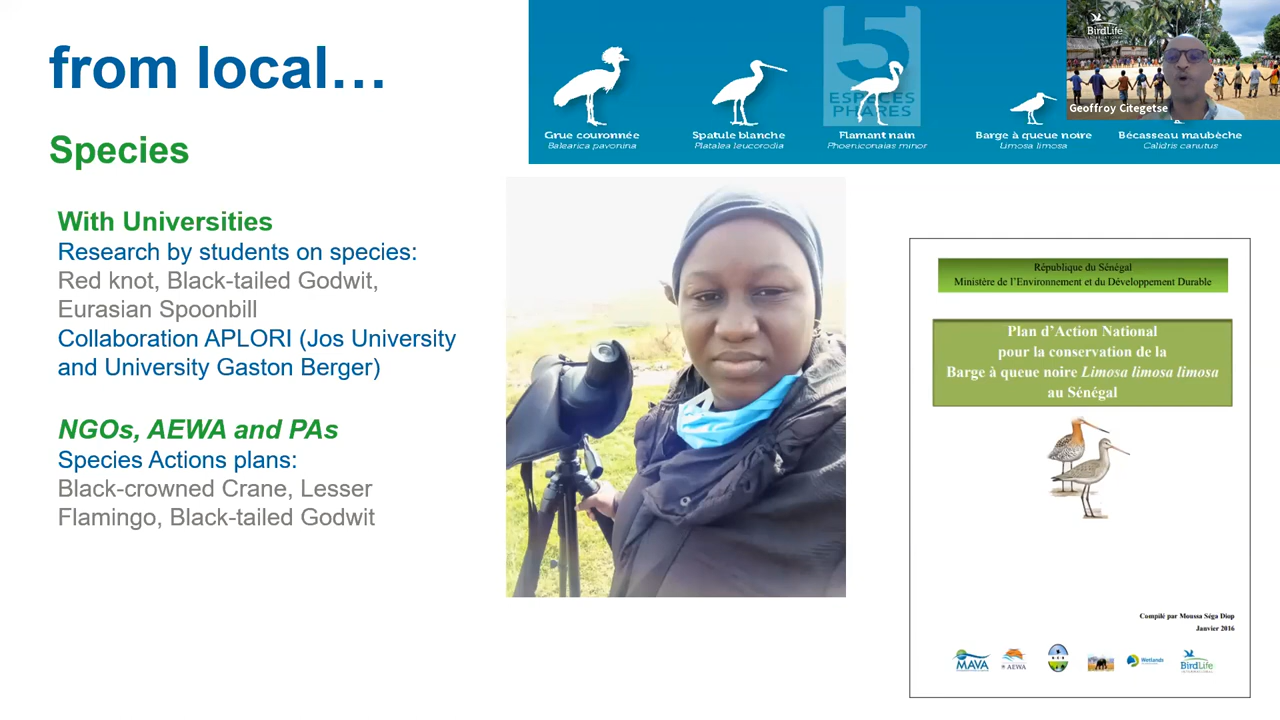 from local…
Species
With Universities
Research by students on species:
Red knot, Black-tailed Godwit,
Eurasian Spoonbill
Collaboration APLORI (Jos University
and University Gaston Berger)
NGOs, AEWA and PAs
Species Actions plans:
Black-crowned Crane, Lesser
Flamingo, Black-tailed Godwit
5
ESPÈCES
PHARES
Grue couronnée
Balearica pavonina
Spatule blanche
Platalea leucorodia
Flamant nain
Phoeniconaias minor
Barge à queue noire
Limosa limosa
Bécasseau maubèche
Calidris canutus
BirdLife
INTERNATIONAL
Geoffroy Citegetse
République du Sénégal
Ministère de l'Environnement et du Développement Durable
Plan d'Action National
pour la conservation de la
Barge à queue noire Limosa limosa limosa
au Sénégal
Compilé par Moussa Séga Diop
Janvier 2016
MAVA
AEWA
Wetlands
BirdLife
INTERNATIONAL